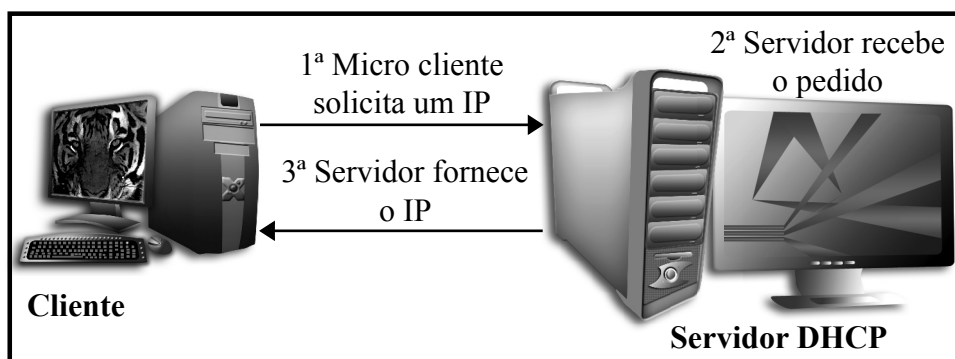 1ª Micro cliente
solicita um IP
2ª Servidor recebe
o pedido
3ª Servidor fornece
o IP
Cliente
Servidor DHCP